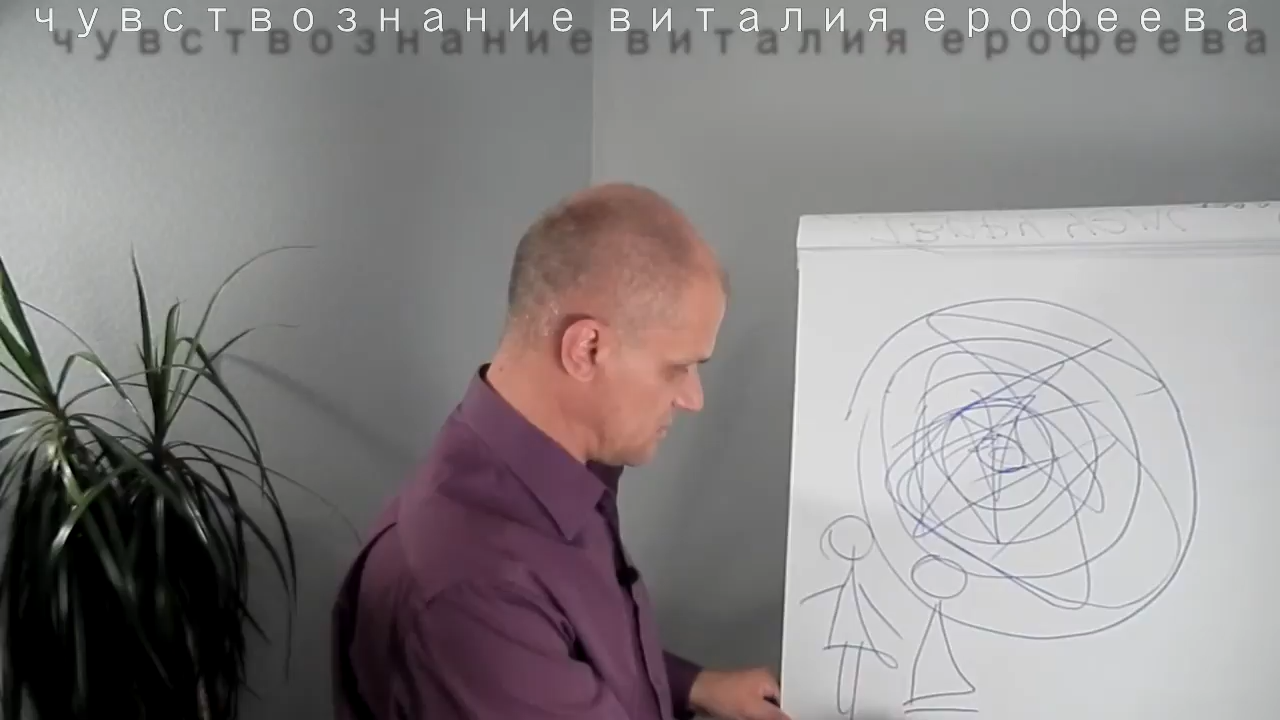 чувствознание виталия ерофеева